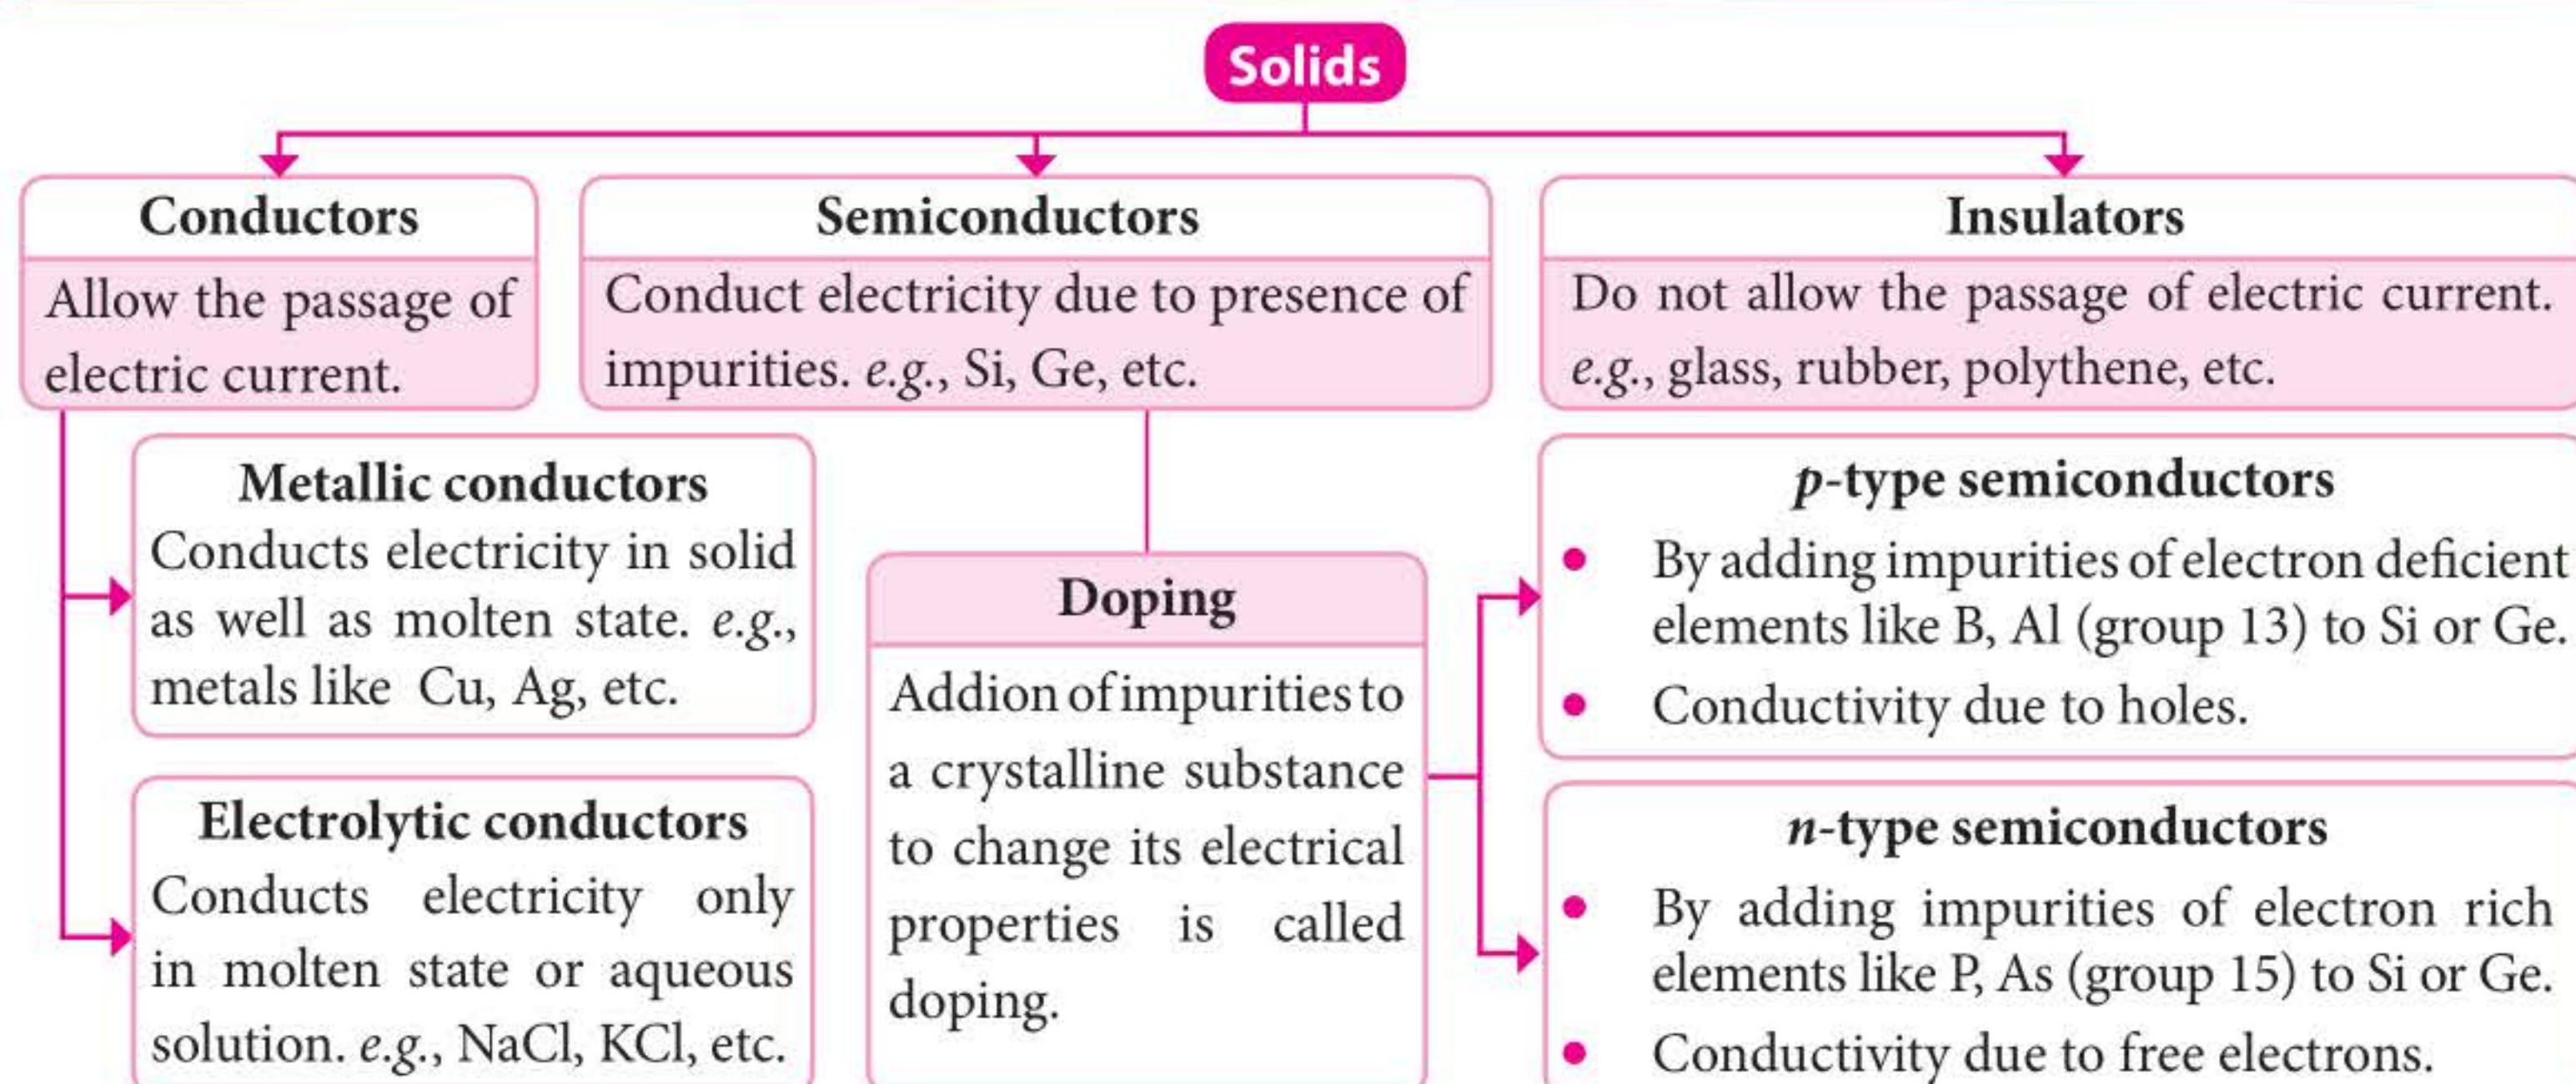 Solids
Conductors
Allow the passage of
electric current.
Semiconductors
Conduct electricity due to presence of
impurities. e.g., Si, Ge, etc.
Insulators
Do not allow the passage of electric current.
e.g., glass, rubber, polythene, etc.
Metallic conductors
Conducts electricity in solid
as well as molten state. e.g.,
metals like Cu, Ag, etc.
Electrolytic conductors
Conducts electricity only
in molten state or aqueous
solution. e.g., NaCl, KCl, etc.
Doping
Addion of impurities to
a crystalline substance
to change its electrical
properties is called
doping.
p-type semiconductors
• By adding impurities of electron deficient
elements like B, Al (group 13) to Si or Ge.
• Conductivity due to holes.
n-type semiconductors
• By adding impurities of electron rich
elements like P, As (group 15) to Si or Ge.
• Conductivity due to free electrons.